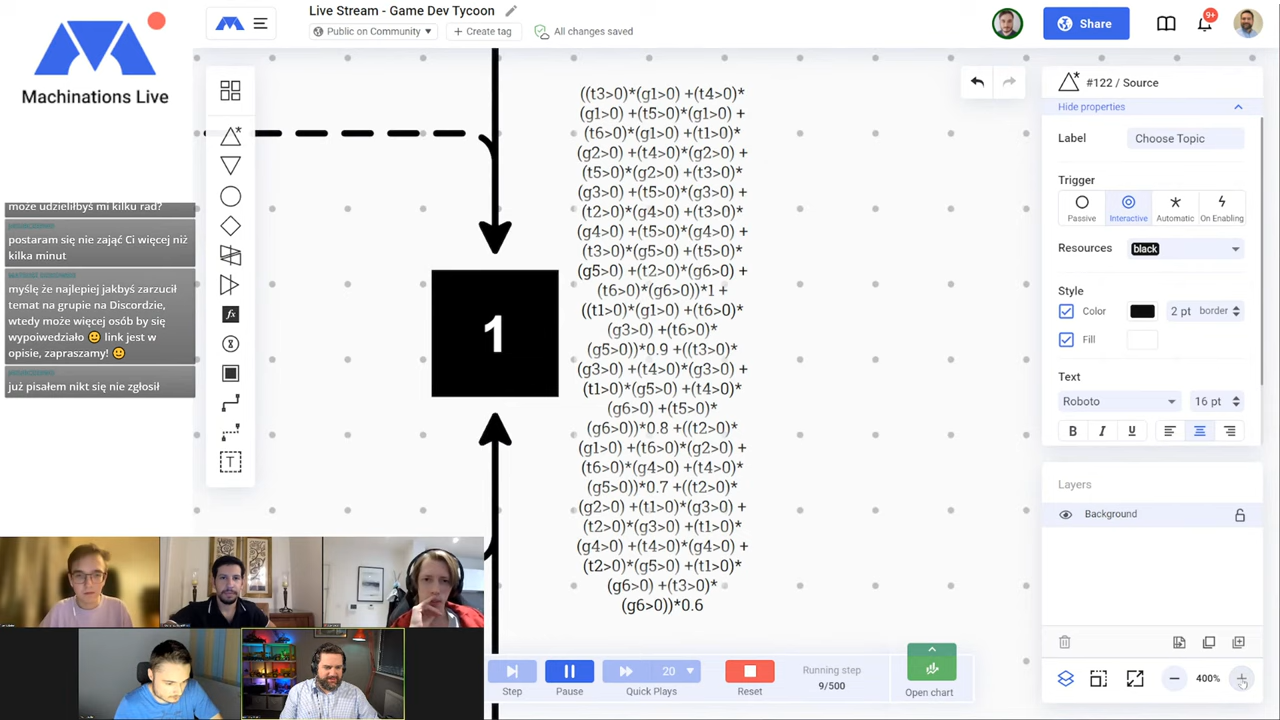 Machinations Live
może udzieliłbyś mi kilku rad?
postaram się nie zająć Ci więcej niż
kilka minut
myślę że najlepiej jakbyś zarzucił
temat na grupie na Discordzie,
wtedy może więcej osób by się
wypoiwedziało 🙂 link jest w
opisie, zapraszamy! 🙂
już pisałem nikt się nie zgłosił
Live Stream - Game Dev Tycoon
Public on Community
+ Create tag
All changes saved
Share
9+
((t3>0)*(g1>0) +(t4>0)*
(g1>0) +(t5>0)*(g1>0) +
(t6>0)*(g1>0) +(t1>0)*
(g2>0) +(t4>0)*(g2>0) +
(t5>0)*(g2>0) +(t3>0)*
(g3>0) +(t5>0)*(g3>0) +
(t2>0)*(g4>0) +(t3>0)*
(g4>0) +(t5>0)*(g4>0) +
(t3>0)*(g5>0) +(t5>0)*
(g5>0) +(t2>0)*(g6>0) +
(t6>0)*(g6>0))*1 +
((t1>0)*(g1>0) +(t6>0)*
(g3>0) +(t6>0)*
(g5>0))*0.9 +((t3>0)*
(g3>0) +(t4>0)*(g3>0) +
(t1>0)*(g5>0) +(t4>0)*
(g6>0) +(t5>0)*
(g6>0))*0.8 +((t2>0)*
(g1>0) +(t6>0)*(g2>0) +
(t6>0)*(g4>0) +(t4>0)*
(g5>0))*0.7 +((t2>0)*
(g2>0) +(t1>0)*(g3>0) +
(t2>0)*(g3>0) +(t1>0)*
(g4>0) +(t4>0)*(g4>0) +
(t2>0)*(g5>0) +(t1>0)*
(g6>0) +(t3>0)*
(g6>0))*0.6
1
fx
T
#122 / Source
Hide properties
Label
Choose Topic
Trigger
Passive
Interactive
Automatic
On Enabling
Resources
black
Style
Color
2 pt border
Fill
Text
Roboto
16 pt
B I U
Layers
Background
Step
Pause
20
Quick Plays
Reset
Running step
9/500
Open chart
400%